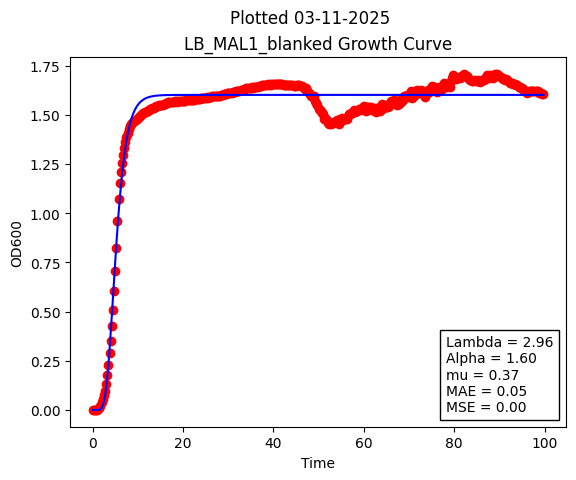 Plotted 03-11-2025
LB_MAL1_blanked Growth Curve
1.75
1.50
1.25
1.00
0.75
0.50
0.25
0.00
OD600
0
20
40
60
80
100
Time
Lambda = 2.96
Alpha = 1.60
mu = 0.37
MAE = 0.05
MSE = 0.00